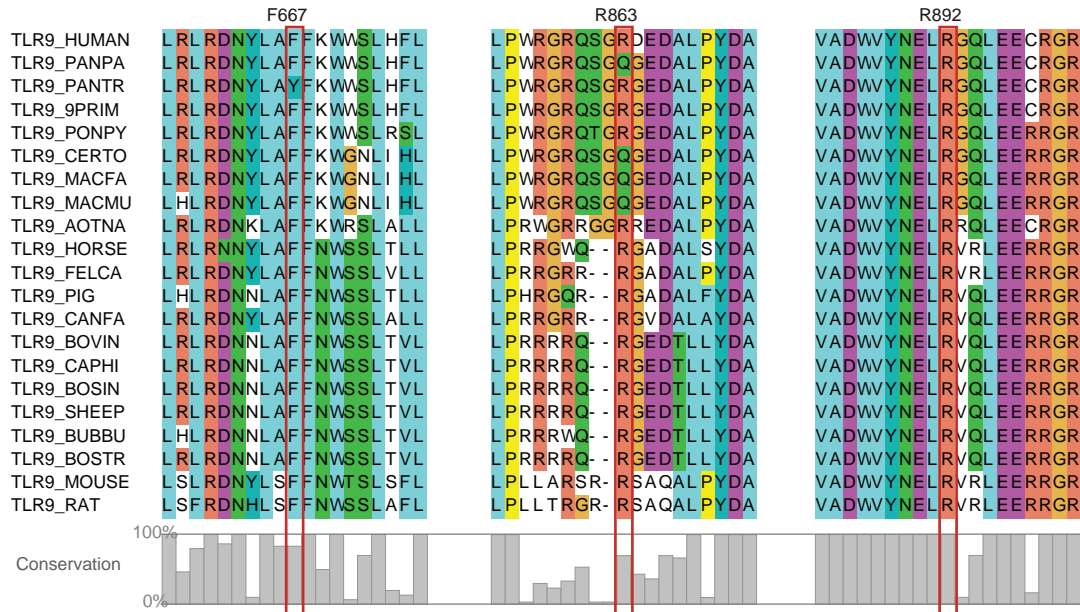 F667 R863 R892
TLR9_HUMAN LRLRDNYLAFFKWWSLHFL LPWRGRQSGRDEDALPYDA VADWVYNELRGQLEECRGR
TLR9_PANPA LRLRDNYLAFFKWWSLHFL LPWRGRQSGQGEDALPYDA VADWVYNELRGQLEECRGR
TLR9_PANTR LRLRDNYLAYFKWWSLHFL LPWRGRQSGRGEDALPYDA VADWVYNELRGQLEECRGR
TLR9_9PRIM LRLRDNYLAFFKWWSLHFL LPWRGRQSGRGEDALPYDA VADWVYNELRGQLEECRGR
TLR9_PONPY LRLRDNYLAFFKWWSLRSL LPWRGRQTGRGEDALPYDA VADWVYNELRGQLEERRGR
TLR9_CERTO LRLRDNYLAFFKWGNLIHL LPWRGRQSGQGEDALPYDA VADWVYNELRGQLEERRGR
TLR9_MACFA LRLRDNYLAFFKWGNLIHL LPWRGRQSGQGEDALPYDA VADWVYNELRGQLEERRGR
TLR9_MACMU LHLRDNYLAFFKWGNLIHL LPWRGRQSGQGEDALPYDA VADWVYNELRGQLEERRGR
TLR9_AOTNA LRLRDNKLAFFKWRSLALL LPRWGRRGGRREDALPYDA VADWVYNELRRQLEECRGR
TLR9_HORSE LRLRNNYLAFFNWSSLTLL LPRRGWQ--RGADALSYDA VADWVYNELRVRLEERRGR
TLR9_FELCA LRLRDNYLAFFNWSSLVLL LPRRGRR--RGADALPYDA VADWVYNELRVRLEERRGR
TLR9_PIG LHLRDNNLAFFNWSSLTLL LPHRGQR--RGADALFYDA VADWVYNELRVQLEERRGR
TLR9_CANFA LRLRDNYLAFFNWSSLALL LPRRGRR--RGVDALAYDA VADWVYNELRVQLEERRGR
TLR9_BOVIN LRLRDNNLAFFNWSSLTVL LPRRRRQ--RGEDTLLYDA VADWVYNELRVQLEERRGR
TLR9_CAPHI LRLRDNNLAFFNWSSLTVL LPRRRRQ--RGEDTLLYDA VADWVYNELRVQLEERRGR
TLR9_BOSIN LRLRDNNLAFFNWSSLTVL LPRRRRQ--RGEDTLLYDA VADWVYNELRVQLEERRGR
TLR9_SHEEP LRLRDNNLAFFNWSSLTVL LPRRRRQ--RGEDTLLYDA VADWVYNELRVQLEERRGR
TLR9_BUBBU LHLRDNNLAFFNWSSLTVL LPRRRWQ--RGEDTLLYDA VADWVYNELRVQLEERRGR
TLR9_BOSTR LRLRDNNLAFFNWSSLTVL LPRRRRQ--RGEDTLLYDA VADWVYNELRVQLEERRGR
TLR9_MOUSE LSLRDNYLSFFNWTSLSFL LPLLARSR-RSAQALPYDA VADWVYNELRVRLEERRGR
TLR9_RAT LSFRDNHLSFFNWSSLAFL LPLLTRGR-RSAQALPYDA VADWVYNELRVRLEERRGR
100%
Conservation
0%